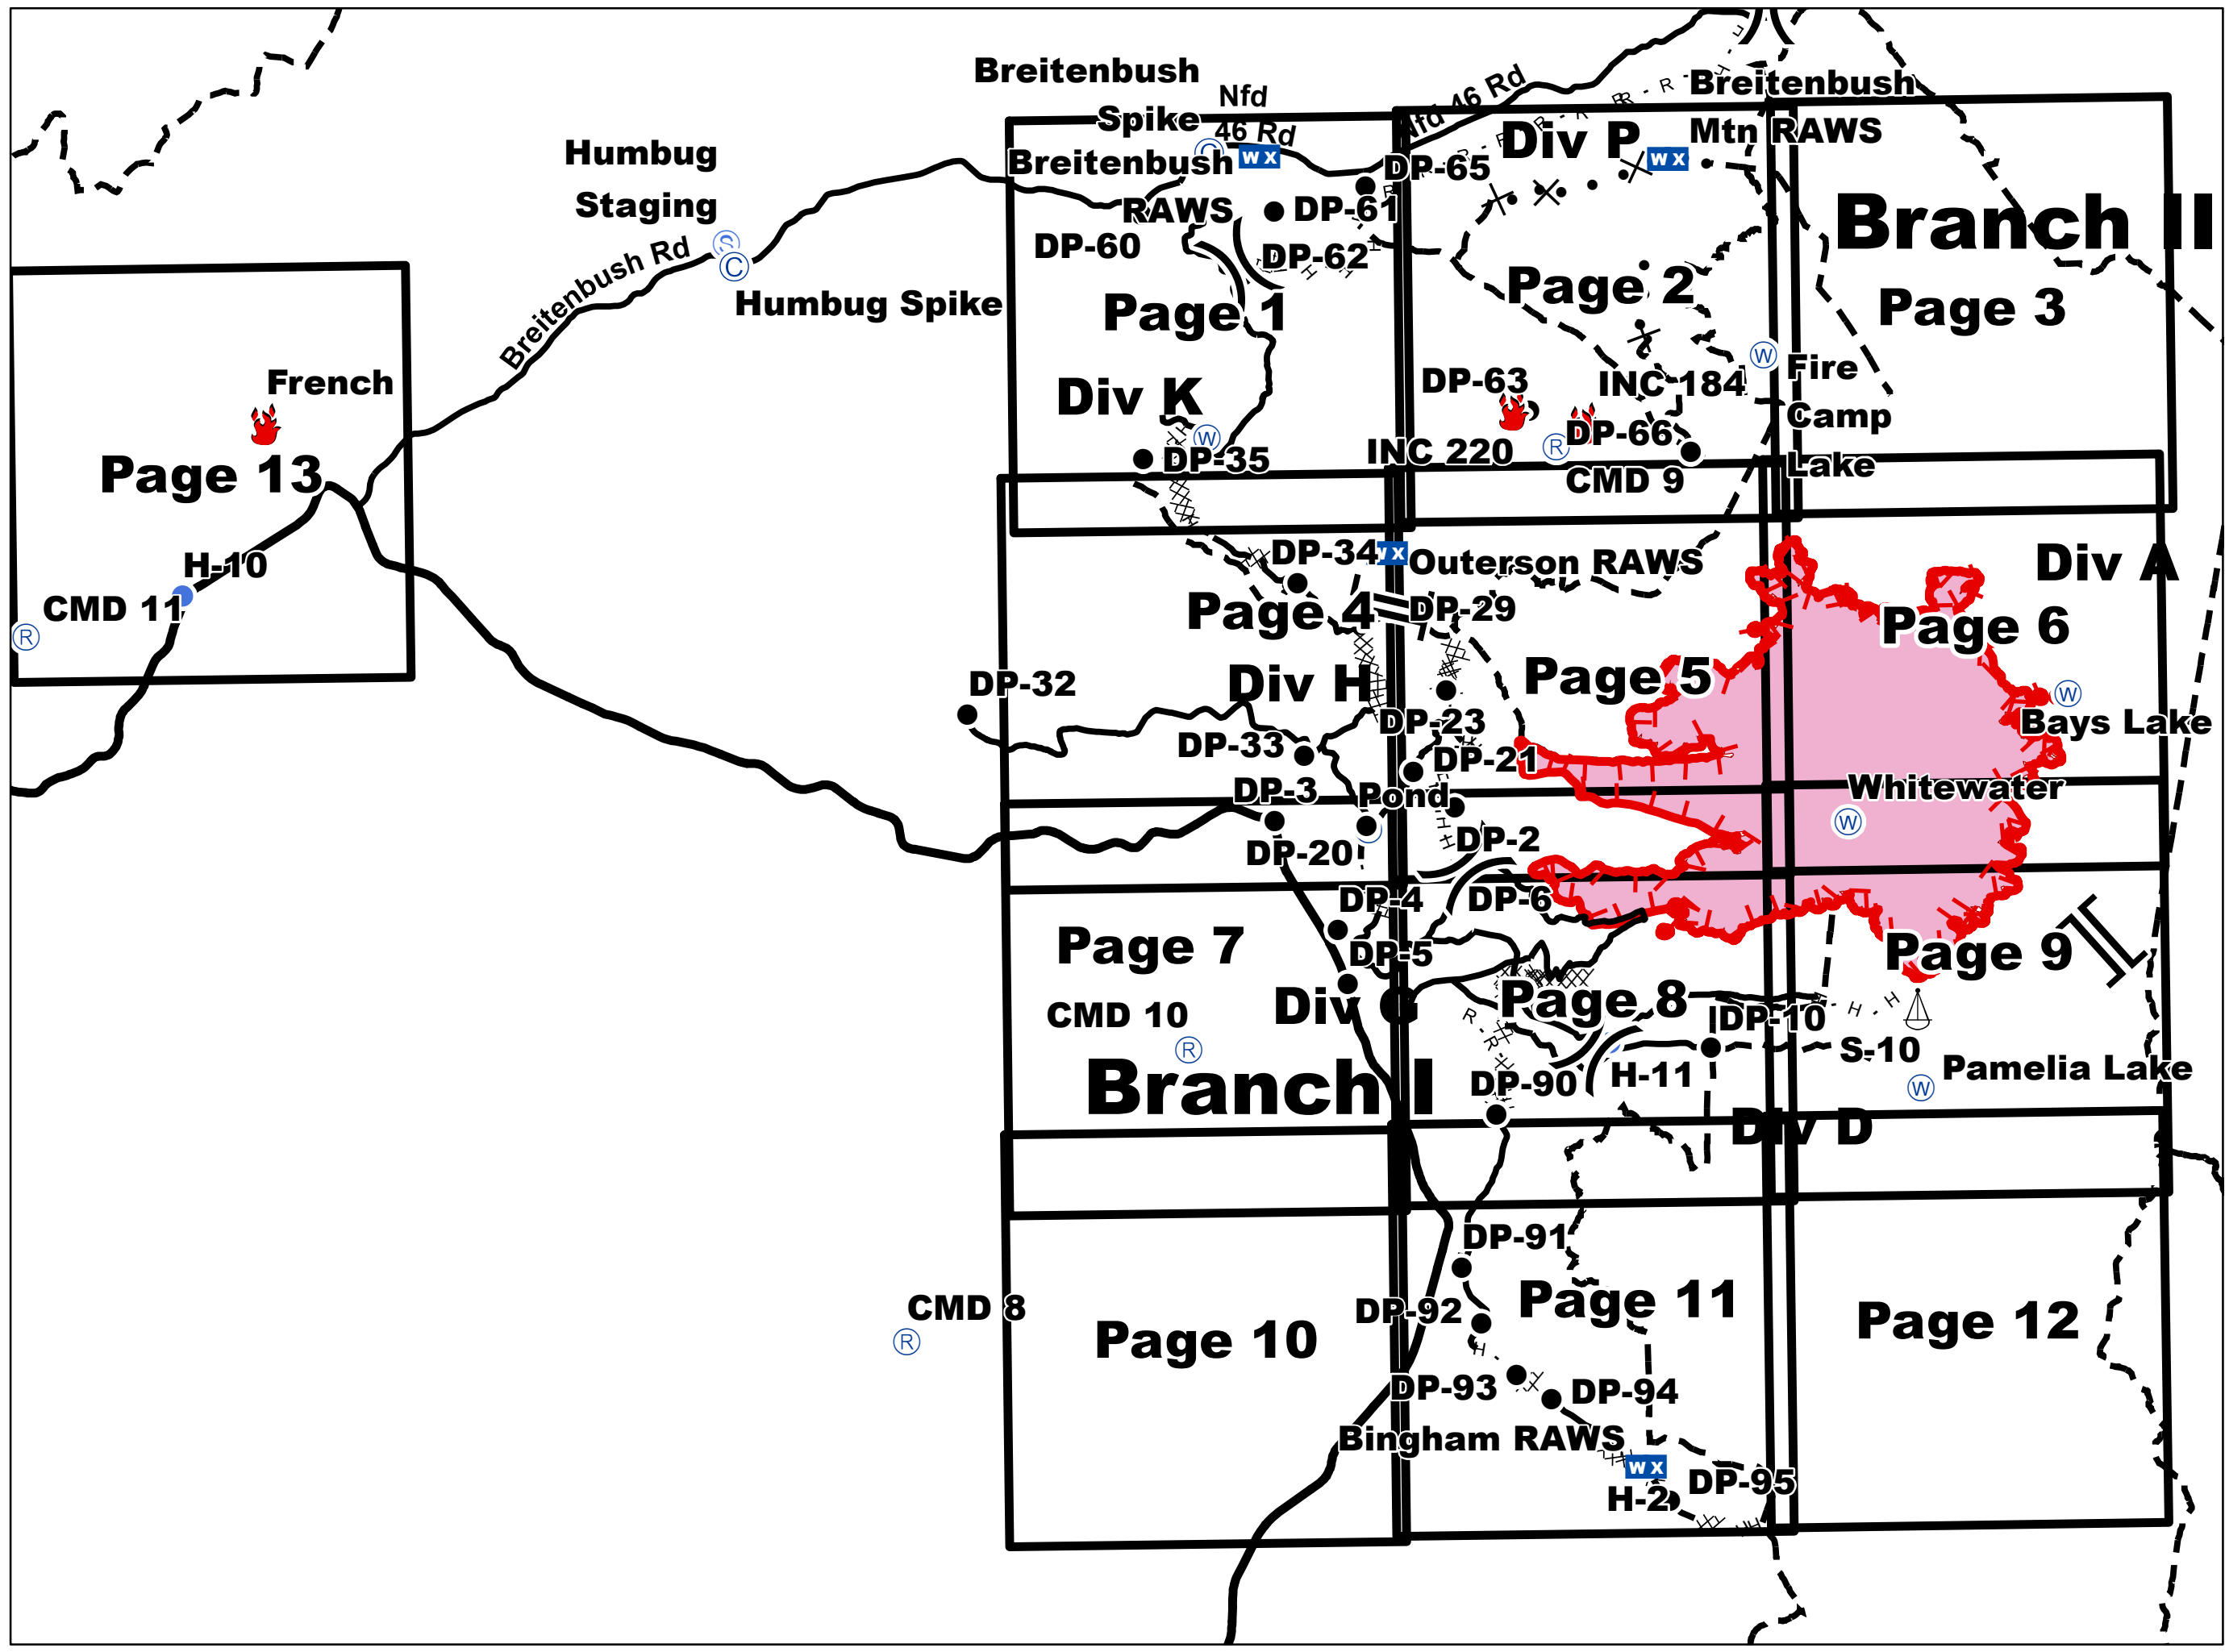 Breitenbush
Spike
Nfd
46 Rd
Nfd 46 Rd
Breitenbush
Mtn RAWS
Div P
W X
Humbug
Staging
S
C
Humbug Spike
Breitenbush Rd
C
W X
Breitenbush
RAWS
DP-65
DP-61
DP-60
DP-62
Branch II
Page 1
Page 2
Page 3
French
Div K
W
DP-35
DP-63
INC 184
W
Fire
Camp
Lake
DP-66
INC 220
R
CMD 9
Page 13
H-10
CMD 11
R
DP-34
W X
Outerson RAWS
Div A
Page 4
DP-29
Page 6
DP-32
Div H
Page 5
W
Bays Lake
DP-23
DP-33
DP-21
DP-3
Pond
Whitewater
W
DP-20
DP-2
DP-4
DP-6
Page 7
DP-5
Page 9
CMD 10
R
Div G
Page 8
DP-10
S-10
Branch I
DP-90
H-11
Pamelia Lake
W
Div D
DP-91
CMD 8
R
Page 10
DP-92
Page 11
Page 12
DP-93
DP-94
Bingham RAWS
W X
H-2
DP-95